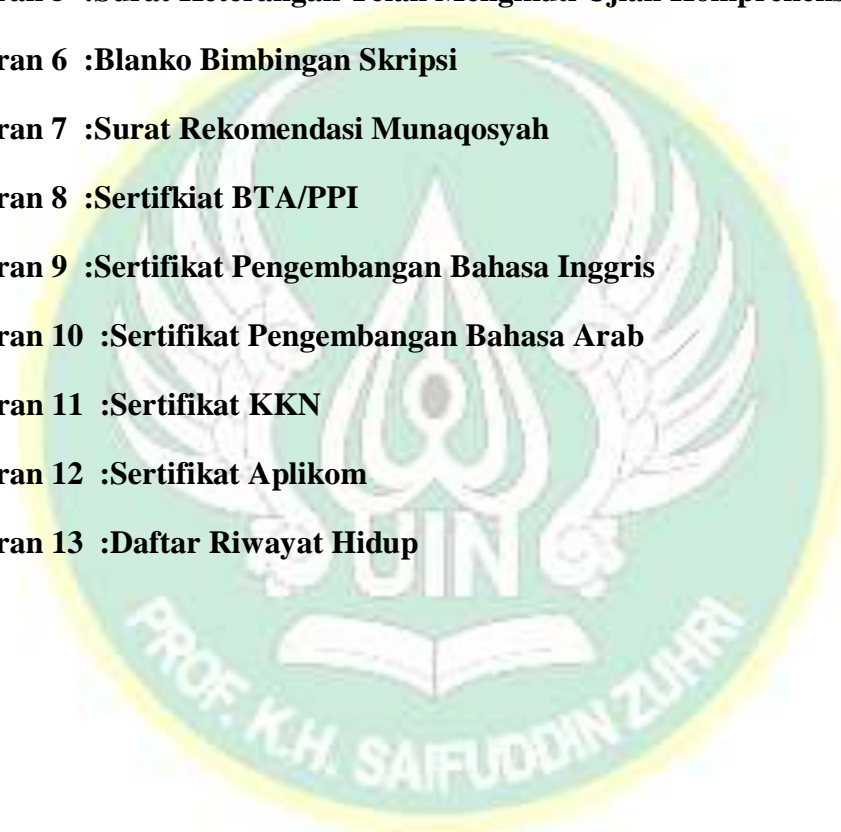 ran 6 :Blanko Bimbingan Skripsi
ran 7 :Surat Rekomendasi Munaqosyah
ran 8 :Sertifkiat BTA/PPI
ran 9 :Sertifikat Pengembangan Bahasa Inggris
ran 10 :Sertifikat Pengembangan Bahasa Arab
ran 11 :Sertifikat KKN
ran 12 :Sertifikat Aplikom
ran 13 :Daftar Riwayat Hidup
UIN
PROF. K.H. SAIFUDDIN ZUHRI